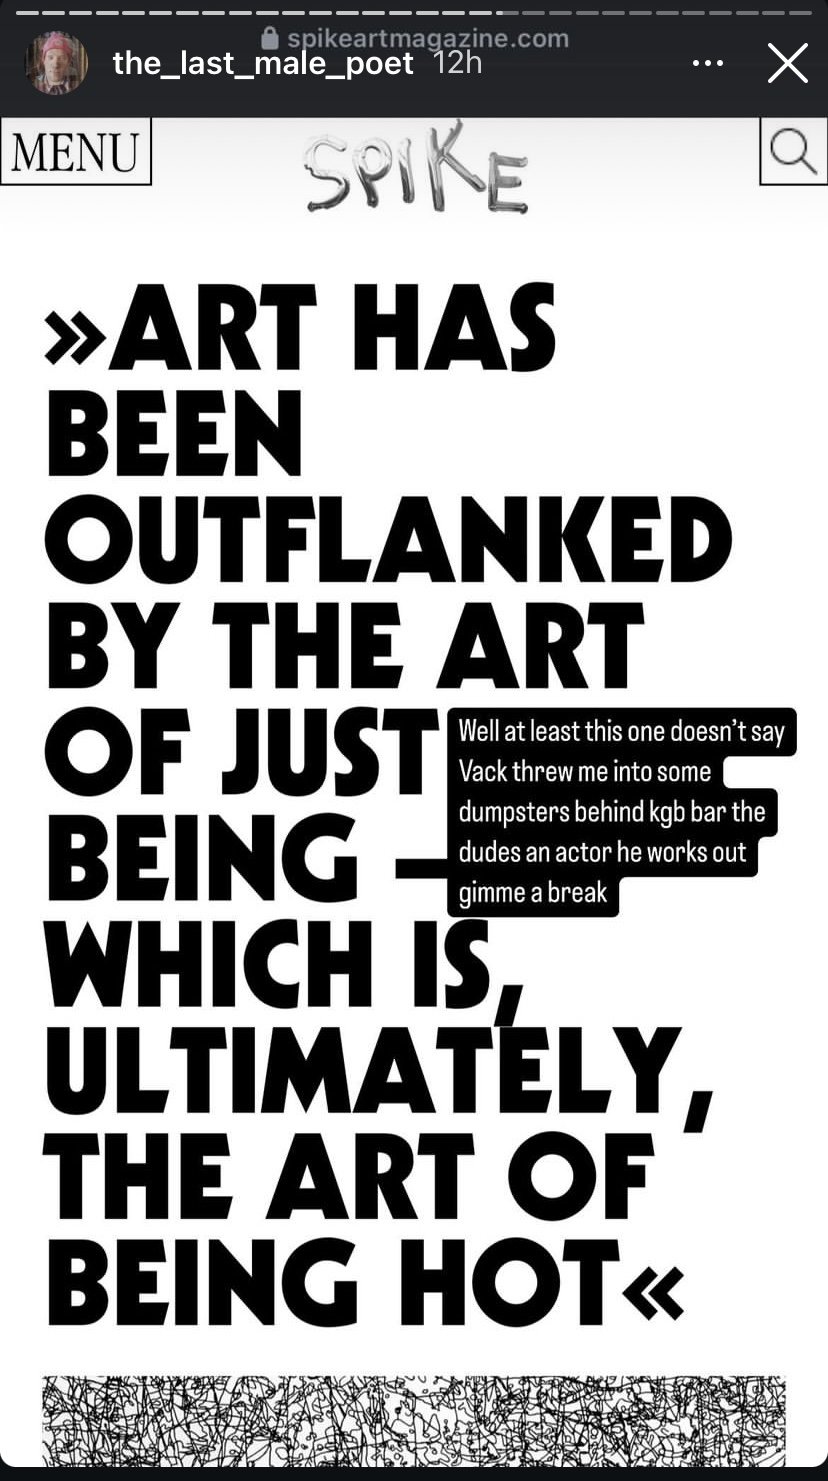 spikeartmagazine.com
the_last_male_poet 12h
MENU
SPIKE
»ART HAS
BEEN
OUTFLANKED
BY THE ART
OF JUST
BEING —
WHICH IS,
ULTIMATELY,
THE ART OF
BEING HOT«
Well at least this one doesn’t say
Vack threw me into some
dumpsters behind kgb bar the
dudes an actor he works out
gimme a break